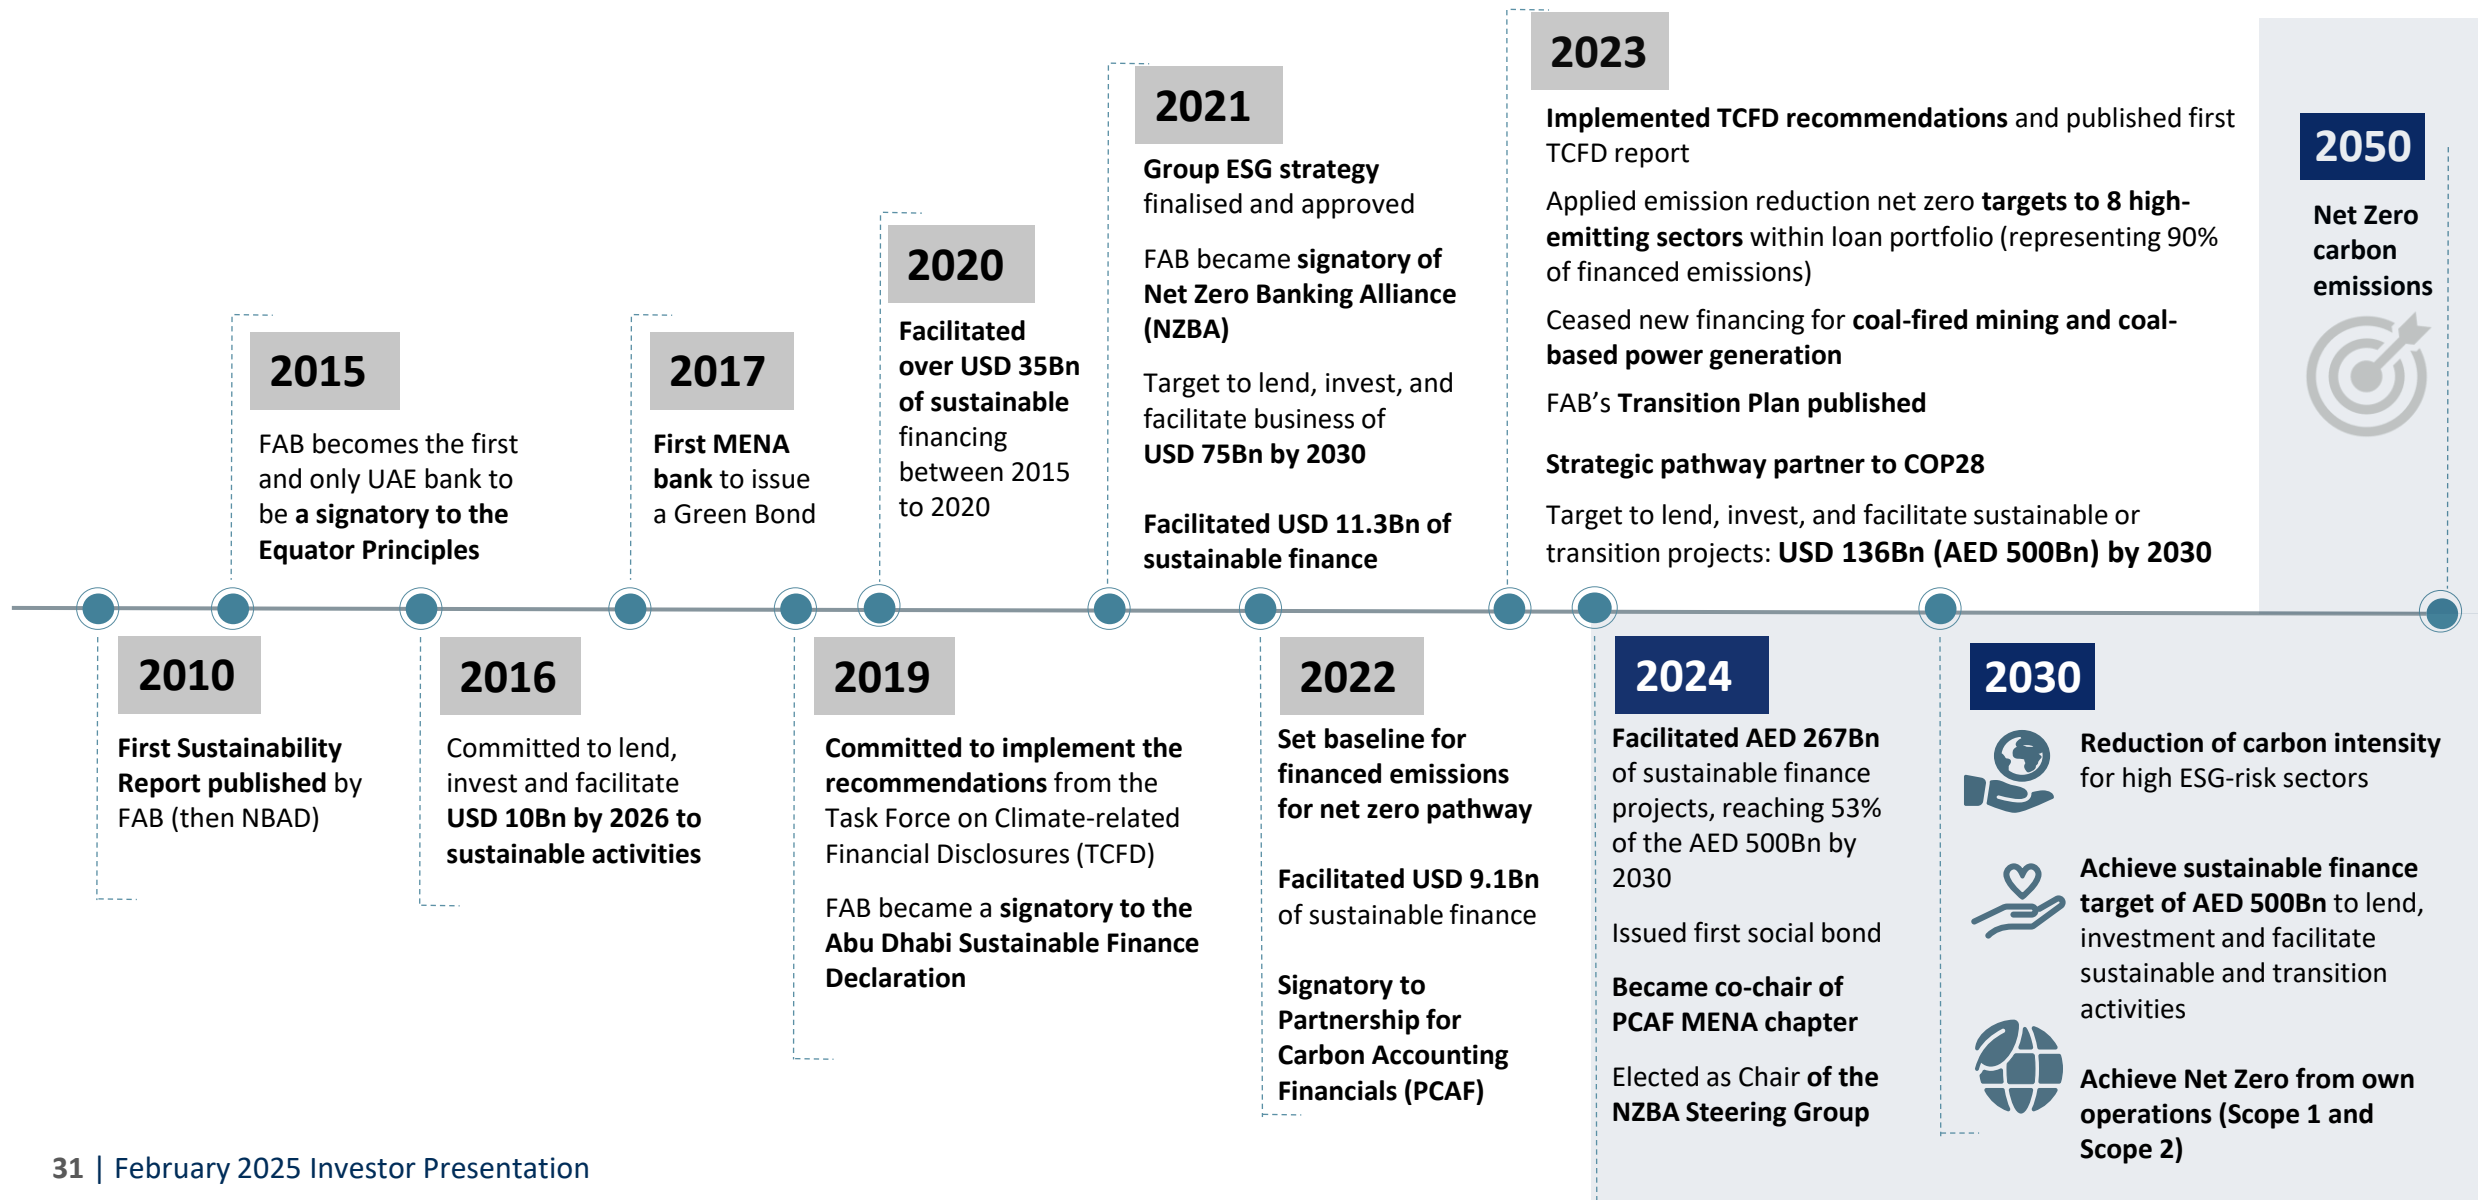 2010
First Sustainability
Report published by
FAB (then NBAD)
2015
FAB becomes the first
and only UAE bank to
be a signatory to the
Equator Principles
2016
Committed to lend,
invest and facilitate
USD 10Bn by 2026 to
sustainable activities
2017
First MENA
bank to issue
a Green Bond
2019
Committed to implement the
recommendations from the
Task Force on Climate-related
Financial Disclosures (TCFD)
FAB became a signatory to the
Abu Dhabi Sustainable Finance
Declaration
2020
Facilitated
over USD 35Bn
of sustainable
financing
between 2015
to 2020
2021
Group ESG strategy
finalised and approved
FAB became signatory of
Net Zero Banking Alliance
(NZBA)
Target to lend, invest, and
facilitate business of
USD 75Bn by 2030
Facilitated USD 11.3Bn of
sustainable finance
2022
Set baseline for
financed emissions
for net zero pathway
Facilitated USD 9.1Bn
of sustainable finance
Signatory to
Partnership for
Carbon Accounting
Financials (PCAF)
2023
Implemented TCFD recommendations and published first
TCFD report
Applied emission reduction net zero targets to 8 high-
emitting sectors within loan portfolio (representing 90%
of financed emissions)
Ceased new financing for coal-fired mining and coal-
based power generation
FAB’s Transition Plan published
Strategic pathway partner to COP28
Target to lend, invest, and facilitate sustainable or
transition projects: USD 136Bn (AED 500Bn) by 2030
2024
Facilitated AED 267Bn
of sustainable finance
projects, reaching 53%
of the AED 500Bn by
2030
Issued first social bond
Became co-chair of
PCAF MENA chapter
Elected as Chair of the
NZBA Steering Group
2030
Reduction of carbon intensity
for high ESG-risk sectors
Achieve sustainable finance
target of AED 500Bn to lend,
investment and facilitate
sustainable and transition
activities
Achieve Net Zero from own
operations (Scope 1 and
Scope 2)
2050
Net Zero
carbon
emissions
31 | February 2025 Investor Presentation